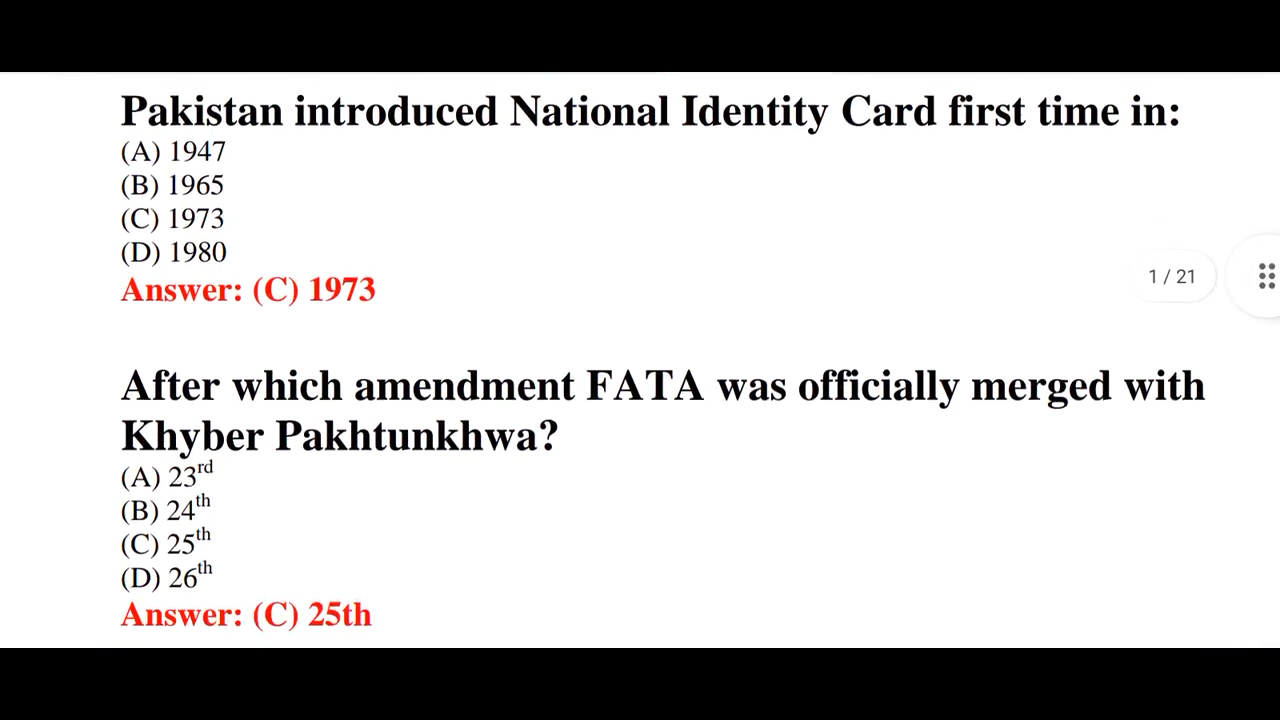 Pakistan introduced National Identity Card first time in:
(A) 1947
(B) 1965
(C) 1973
(D) 1980
Answer: (C) 1973
1 / 21
After which amendment FATA was officially merged with
Khyber Pakhtunkhwa?
(A) 23rd
(B) 24th
(C) 25th
(D) 26th
Answer: (C) 25th